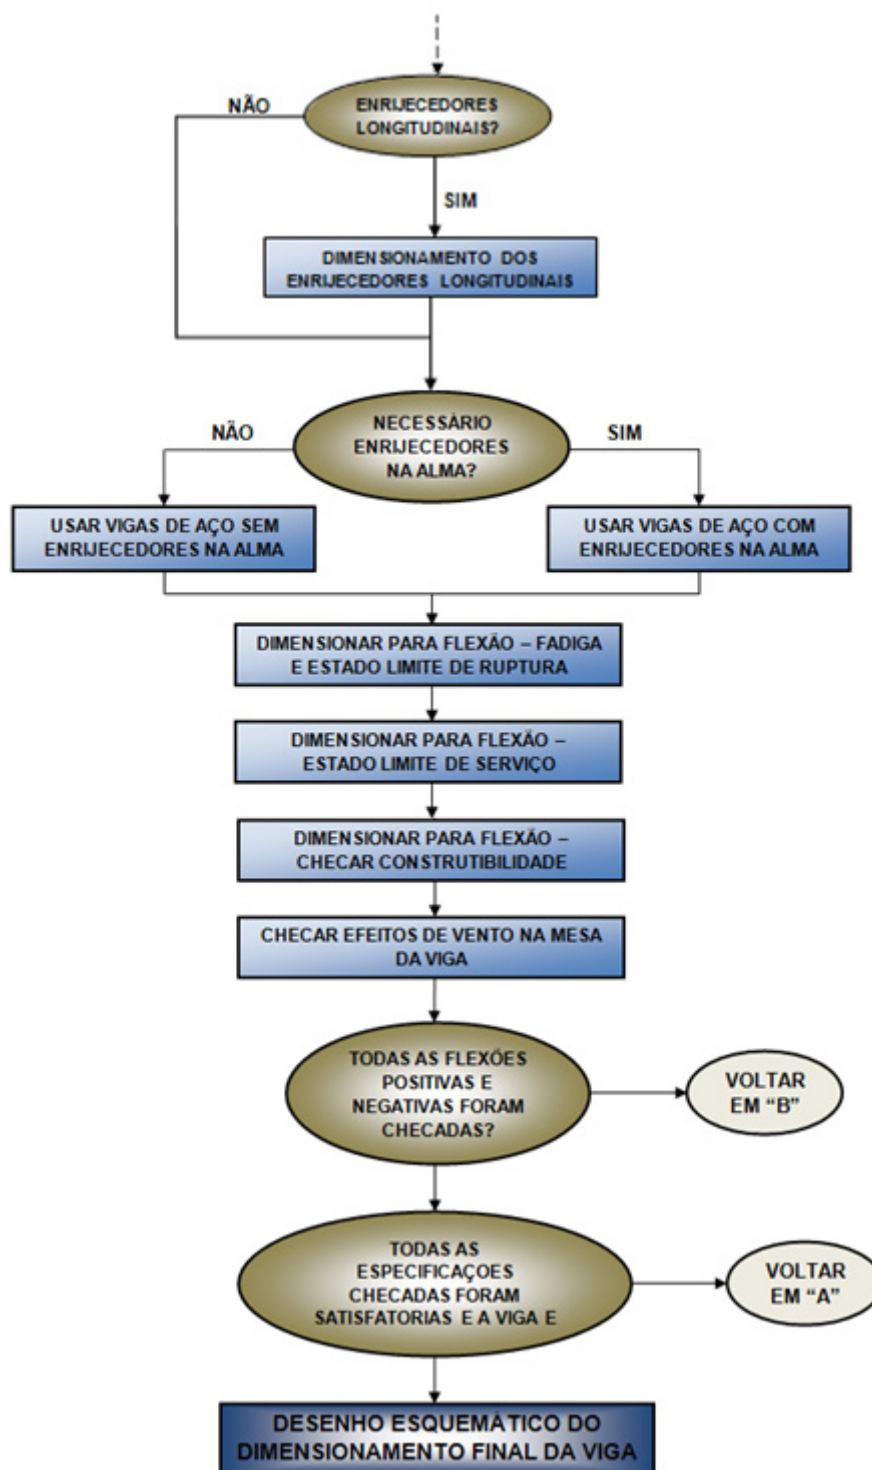 ENRIJECEDORES
LONGITUDINAIS?
NÃO
SIM
DIMENSIONAMENTO DOS
ENRIJECEDORES LONGITUDINAIS
NECESSÁRIO
ENRIJECEDORES
NA ALMA?
NÃO
SIM
USAR VIGAS DE AÇO SEM
ENRIJECEDORES NA ALMA
USAR VIGAS DE AÇO COM
ENRIJECEDORES NA ALMA
DIMENSIONAR PARA FLEXÃO – FADIGA
E ESTADO LIMITE DE RUPTURA
DIMENSIONAR PARA FLEXÃO –
ESTADO LIMITE DE SERVIÇO
DIMENSIONAR PARA FLEXÃO –
CHECAR CONSTRUTIBILIDADE
CHECAR EFEITOS DE VENTO NA MESA
DA VIGA
TODAS AS FLEXÕES
POSITIVAS E
NEGATIVAS FORAM
CHECADAS?
VOLTAR
EM “B”
TODAS AS
ESPECIFICAÇOES
CHECADAS FORAM
SATISFATORIAS E A VIGA E
VOLTAR
EM “A”
DESENHO ESQUEMÁTICO DO
DIMENSIONAMENTO FINAL DA VIGA